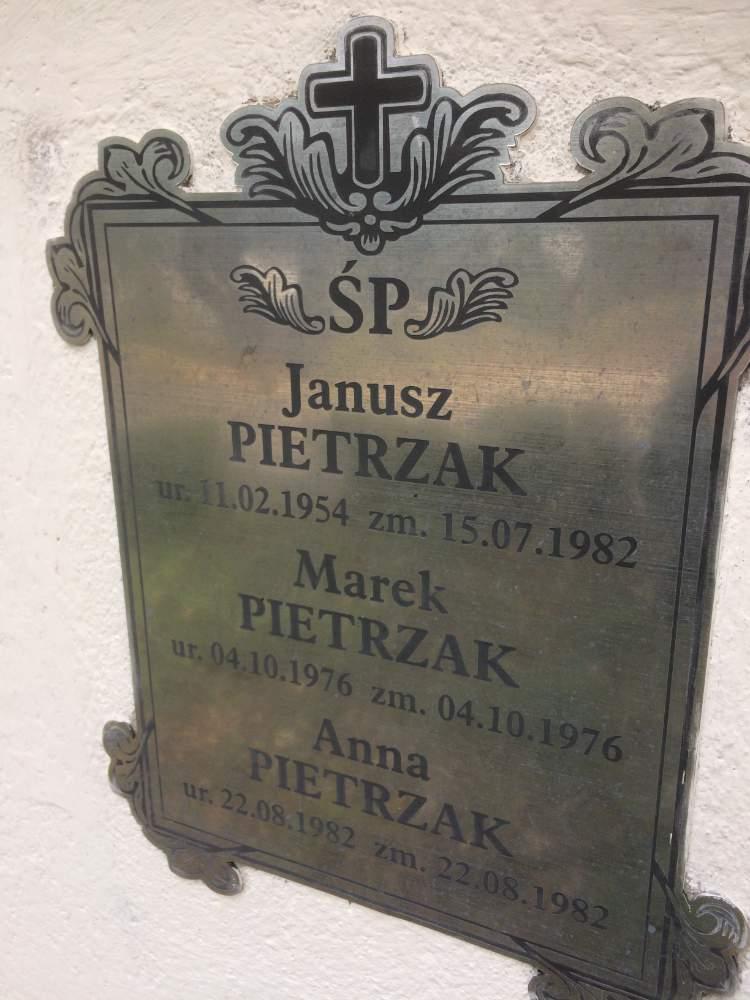 ŚP
Janusz
PIETRZAK
ur. 11.02.1954 zm. 15.07.1982
Marek
PIETRZAK
ur. 04.10.1976 zm. 04.10.1976
Anna
PIETRZAK
ur. 22.08.1982 zm. 22.08.1982